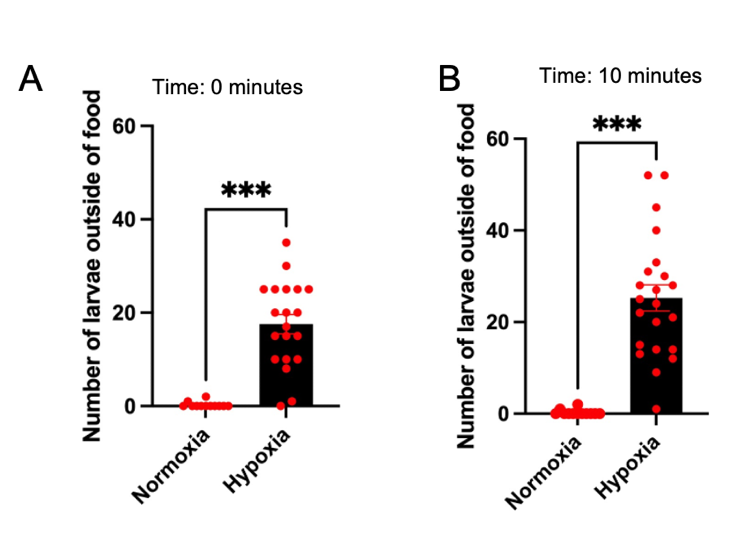 A
Time: 0 minutes
Number of larvae outside of food
60
40
20
0
***
Normoxia
Hypoxia
B
Time: 10 minutes
Number of larvae outside of food
60
40
20
0
***
Normoxia
Hypoxia